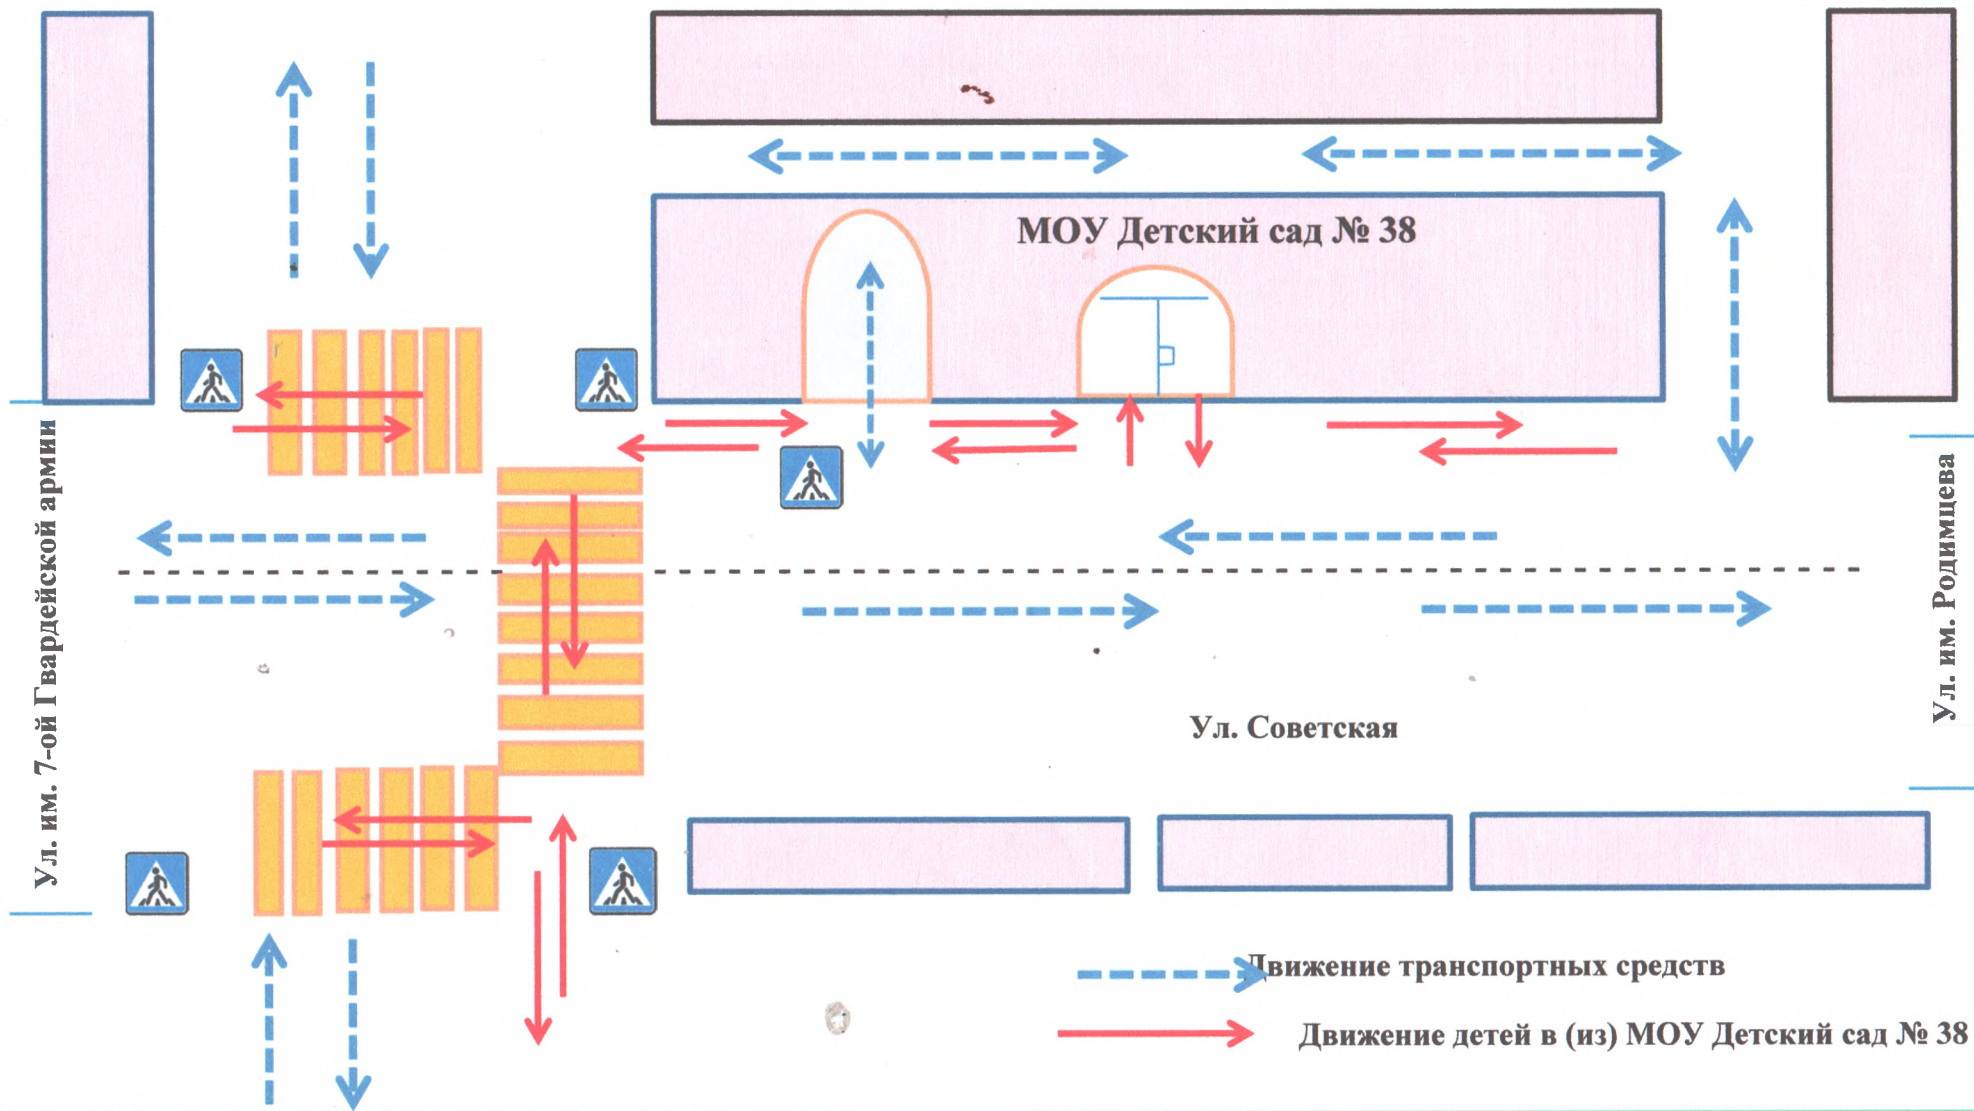 МОУ Детский сад № 38
Ул. им. 7-ой Гвардейской армии
Ул. им. Родимцева
Ул. Советская
Движение транспортных средств
Движение детей в (из) МОУ Детский сад № 38